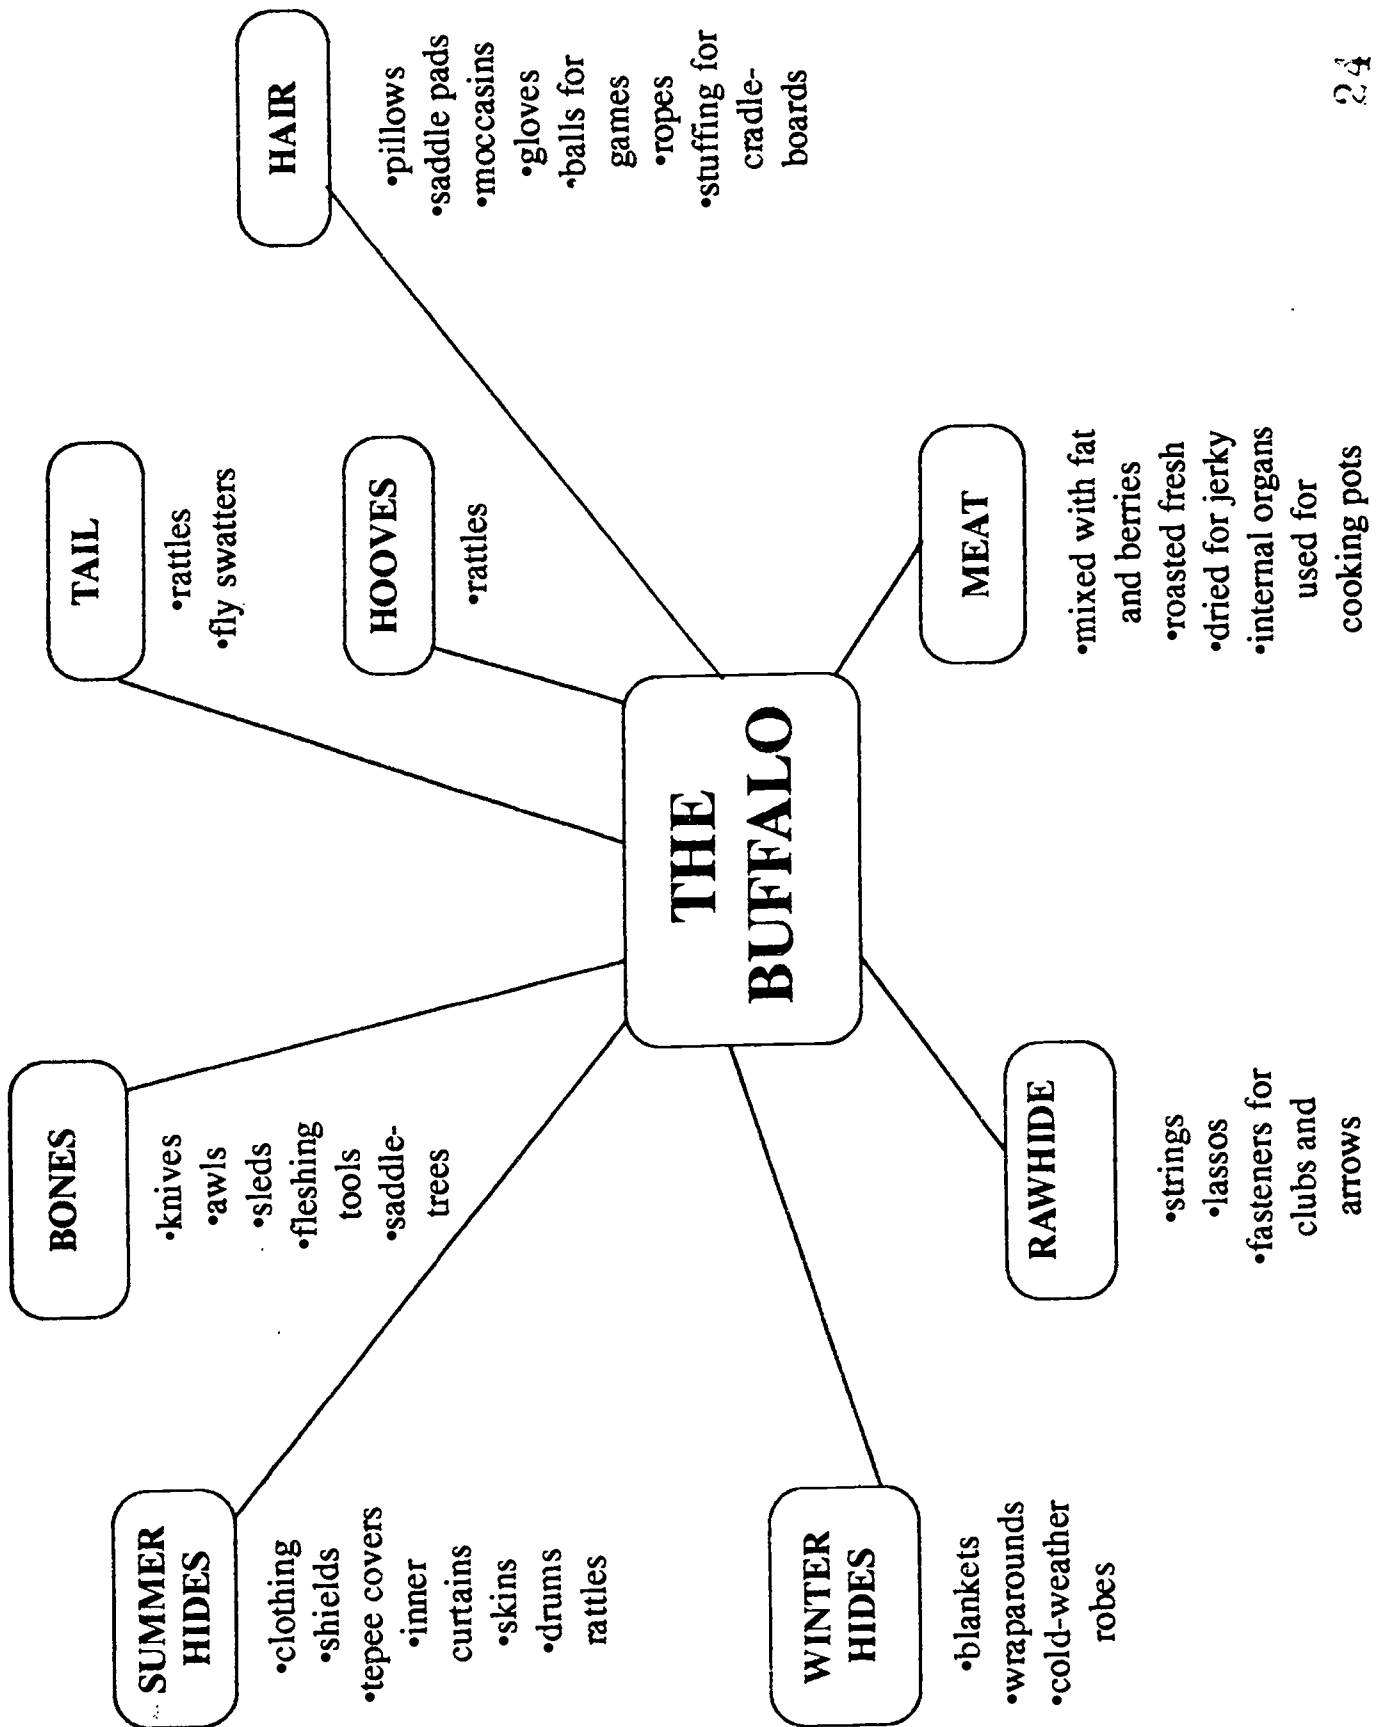 SUMMER
HIDES
•clothing
•shields
•tepee covers
•inner
curtains
•skins
•drums
rattles
BONES
•knives
•awls
•sleds
•fleshing
tools
•saddle-
trees
TAIL
•rattles
•fly swatters
HOOVES
•rattles
HAIR
•pillows
•saddle pads
•moccasins
•gloves
•balls for
games
•ropes
•stuffing for
cradle-
boards
THE
BUFFALO
WINTER
HIDES
•blankets
•wraparounds
•cold-weather
robes
RAWHIDE
•strings
•lassos
•fasteners for
clubs and
arrows
MEAT
•mixed with fat
and berries
•roasted fresh
•dried for jerky
•internal organs
used for
cooking pots
24